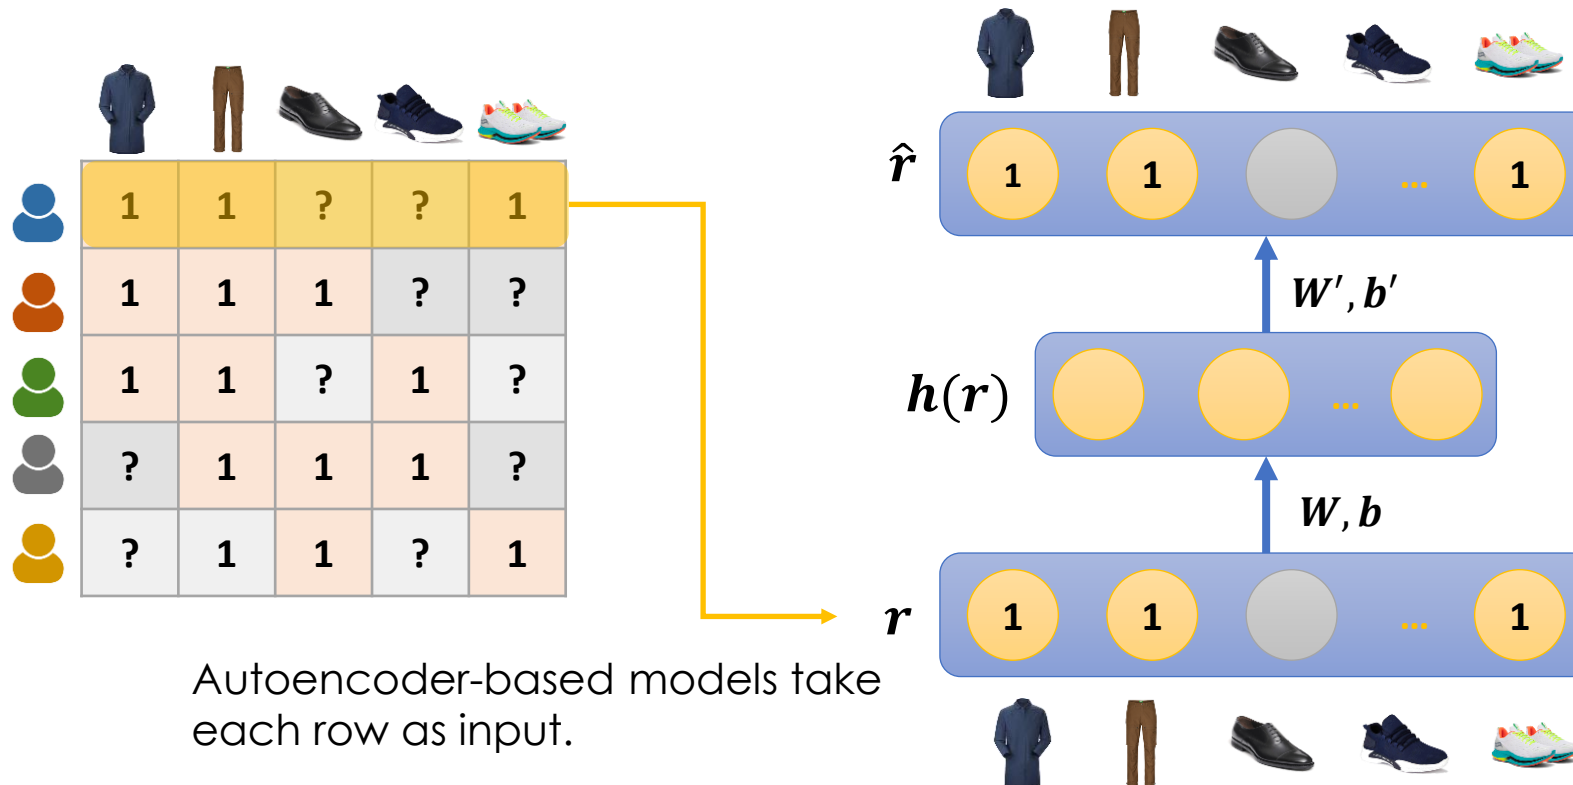 1 1 ? ? 1
1 1 1 ? ?
1 1 ? 1 ?
? 1 1 1 ?
? 1 1 ? 1
Autoencoder-based models take
each row as input.
r̂ 1 1 ... 1
W′, b′
h(r) ...
W, b
r 1 1 ... 1